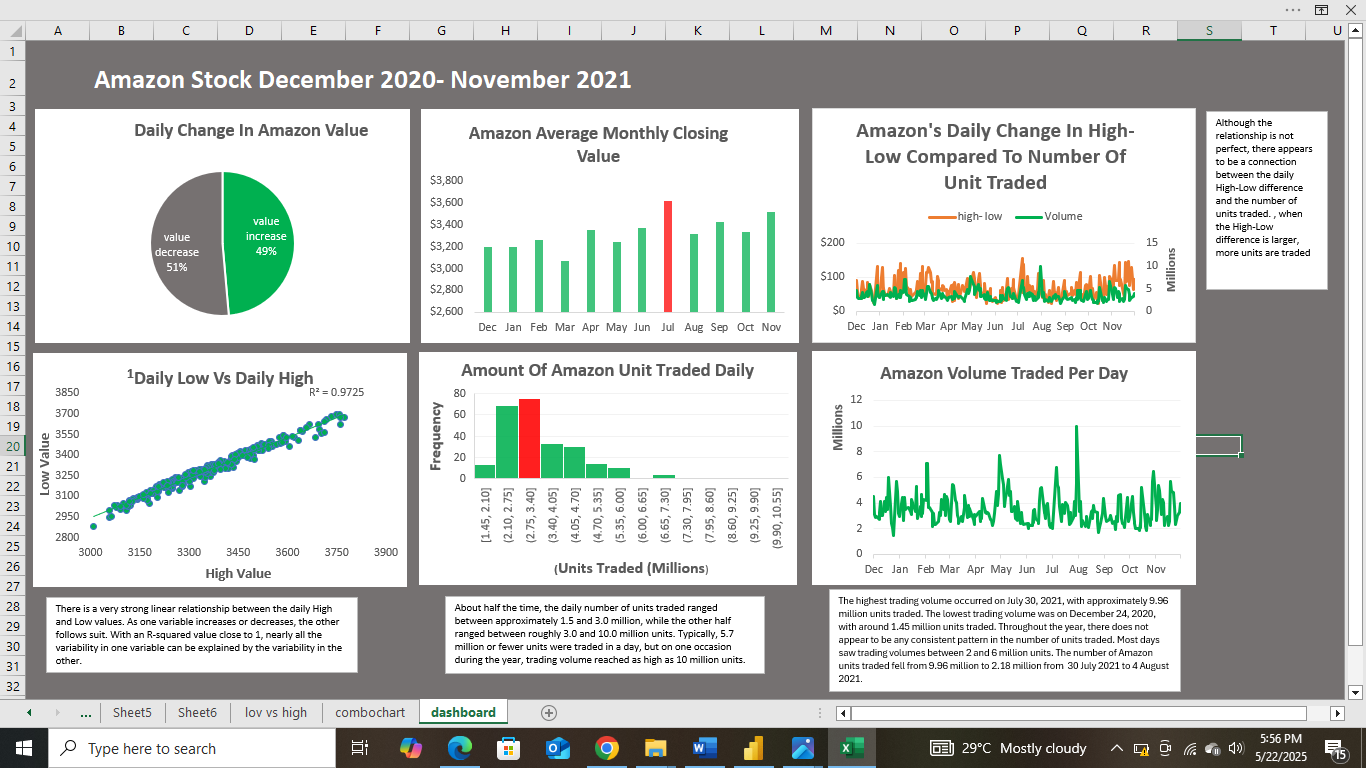 A B C D E F G H I J K L M N O P Q R S T U
1
2
3
4
5
6
7
8
9
10
11
12
13
14
15
16
17
18
19
20
21
22
23
24
25
26
27
28
29
30
31
32
Amazon Stock December 2020- November 2021
Daily Change In Amazon Value
value
increase
49%
value
decrease
51%
Amazon Average Monthly Closing
Value
$3,800
$3,600
$3,400
$3,200
$3,000
$2,800
$2,600
Dec Jan Feb Mar Apr May Jun Jul Aug Sep Oct Nov
Amazon's Daily Change In High-
Low Compared To Number Of
Unit Traded
high- low Volume
$200
$100
$0
15
10
5
0
Millions
Dec Jan Feb Mar Apr May Jun Jul Aug Sep Oct Nov
Although the
relationship is not
perfect, there appears
to be a connection
between the daily
High-Low difference
and the number of
units traded. , when
the High-Low
difference is larger,
more units are traded
1Daily Low Vs Daily High
R² = 0.9725
3850
3700
3550
3400
3250
3100
2950
2800
Low Value
3000 3150 3300 3450 3600 3750 3900
High Value
Amount Of Amazon Unit Traded Daily
80
60
40
20
0
Frequency
[1.45, 2.10]
(2.10, 2.75]
(2.75, 3.40]
(3.40, 4.05]
(4.05, 4.70]
(4.70, 5.35]
(5.35, 6.00]
(6.00, 6.65]
(6.65, 7.30]
(7.30, 7.95]
(7.95, 8.60]
(8.60, 9.25]
(9.25, 9.90]
(9.90, 10.55]
(Units Traded (Millions)
Amazon Volume Traded Per Day
12
10
8
6
4
2
0
Millions
Dec Jan Feb Mar Apr May Jun Jul Aug Sep Oct Nov
There is a very strong linear relationship between the daily High
and Low values. As one variable increases or decreases, the other
follows suit. With an R-squared value close to 1, nearly all the
variability in one variable can be explained by the variability in the
other.
About half the time, the daily number of units traded ranged
between approximately 1.5 and 3.0 million, while the other half
ranged between roughly 3.0 and 10.0 million units. Typically, 5.7
million or fewer units were traded in a day, but on one occasion
during the year, trading volume reached as high as 10 million units.
The highest trading volume occurred on July 30, 2021, with approximately 9.96
million units traded. The lowest trading volume was on December 24, 2020,
with around 1.45 million units traded. Throughout the year, there does not
appear to be any consistent pattern in the number of units traded. Most days
saw trading volumes between 2 and 6 million units. The number of Amazon
units traded fell from 9.96 million to 2.18 million from 30 July 2021 to 4 August
2021.
... Sheet5 Sheet6 lov vs high combochart dashboard
Type here to search
29°C Mostly cloudy
5:56 PM
5/22/2025
15